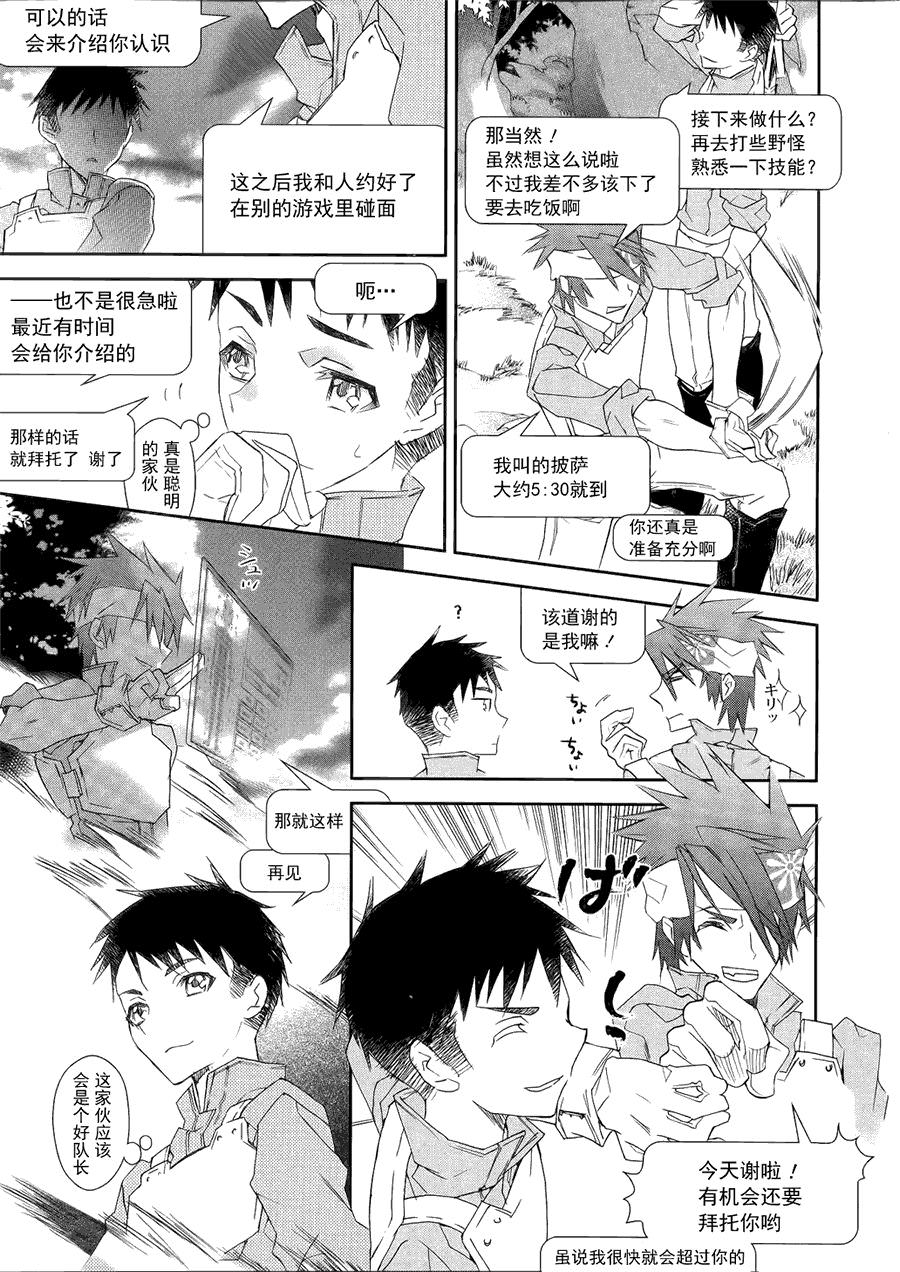 接下来做什么？
再去打些野怪
熟悉一下技能？
那当然！
虽然想这么说啦
不过我差不多该下了
要去吃饭啊
我叫的披萨
大约5:30就到
你还真是
准备充分啊
可以的话
会来介绍你认识
这之后我和人约好了
在别的游戏里碰面
呃…
——也不是很急啦
最近有时间
会给你介绍的
真是聪明
的家伙
那样的话
就拜托了 谢了
？
该道谢的
是我嘛！
キリッ
ちょい
ちょい
ばしっ
今天谢啦！
有机会还要
拜托你哟
虽说我很快就会超过你的
シュッ
那就这样
再见
这家伙应该
会是个好队长